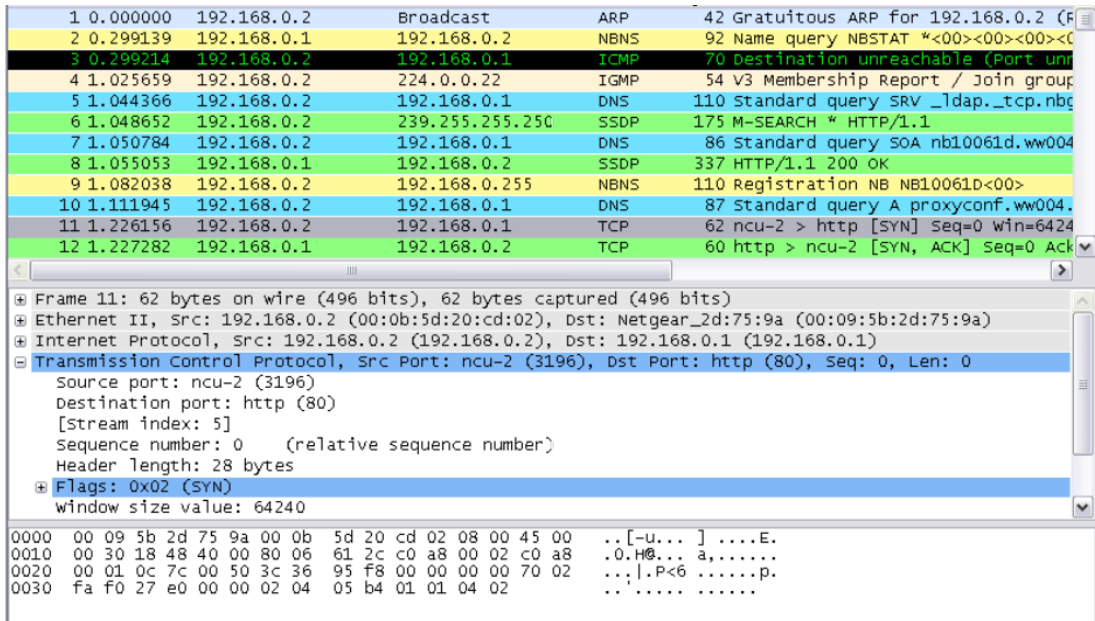 1 0.000000 192.168.0.2 Broadcast ARP 42 Gratuitous ARP for 192.168.0.2 (R
2 0.299139 192.168.0.1 192.168.0.2 NBNS 92 Name query NBSTAT *<00><00><00><0
3 0.299214 192.168.0.2 192.168.0.1 ICMP 70 Destination unreachable (Port unr
4 1.025659 192.168.0.2 224.0.0.22 IGMP 54 V3 Membership Report / Join group
5 1.044366 192.168.0.2 192.168.0.1 DNS 110 Standard query SRV _ldap._tcp.nbg
6 1.048652 192.168.0.2 239.255.255.250 SSDP 175 M-SEARCH * HTTP/1.1
7 1.050784 192.168.0.2 192.168.0.1 DNS 86 Standard query SOA nb10061d.ww004
8 1.055053 192.168.0.1 192.168.0.2 SSDP 337 HTTP/1.1 200 OK
9 1.082038 192.168.0.2 192.168.0.255 NBNS 110 Registration NB NB10061D<00>
10 1.111945 192.168.0.2 192.168.0.1 DNS 87 Standard query A proxyconf.ww004.
11 1.226156 192.168.0.2 192.168.0.1 TCP 62 ncu-2 > http [SYN] Seq=0 Win=6424
12 1.227282 192.168.0.1 192.168.0.2 TCP 60 http > ncu-2 [SYN, ACK] Seq=0 Ack
Frame 11: 62 bytes on wire (496 bits), 62 bytes captured (496 bits)
Ethernet II, Src: 192.168.0.2 (00:0b:5d:20:cd:02), Dst: Netgear_2d:75:9a (00:09:5b:2d:75:9a)
Internet Protocol, Src: 192.168.0.2 (192.168.0.2), Dst: 192.168.0.1 (192.168.0.1)
Transmission Control Protocol, Src Port: ncu-2 (3196), Dst Port: http (80), Seq: 0, Len: 0
Source port: ncu-2 (3196)
Destination port: http (80)
[Stream index: 5]
Sequence number: 0 (relative sequence number)
Header length: 28 bytes
Flags: 0x02 (SYN)
Window size value: 64240
0000 00 09 5b 2d 75 9a 00 0b 5d 20 cd 02 08 00 45 00 ..[-u... ] ....E.
0010 00 30 18 48 40 00 80 06 61 2c c0 a8 00 02 c0 a8 .0.H@... a,......
0020 00 01 0c 7c 00 50 3c 36 95 f8 00 00 00 00 70 02 ...|.P<6 ......p.
0030 fa f0 27 e0 00 00 02 04 05 b4 01 01 04 02 ..'..... ......